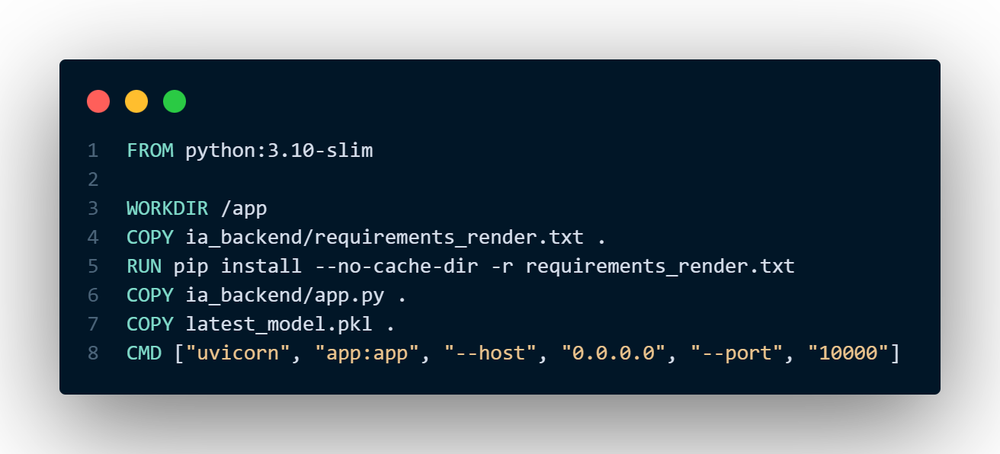 1 FROM python:3.10-slim
2
3 WORKDIR /app
4 COPY ia_backend/requirements_render.txt .
5 RUN pip install --no-cache-dir -r requirements_render.txt
6 COPY ia_backend/app.py .
7 COPY latest_model.pkl .
8 CMD ["uvicorn", "app:app", "--host", "0.0.0.0", "--port", "10000"]